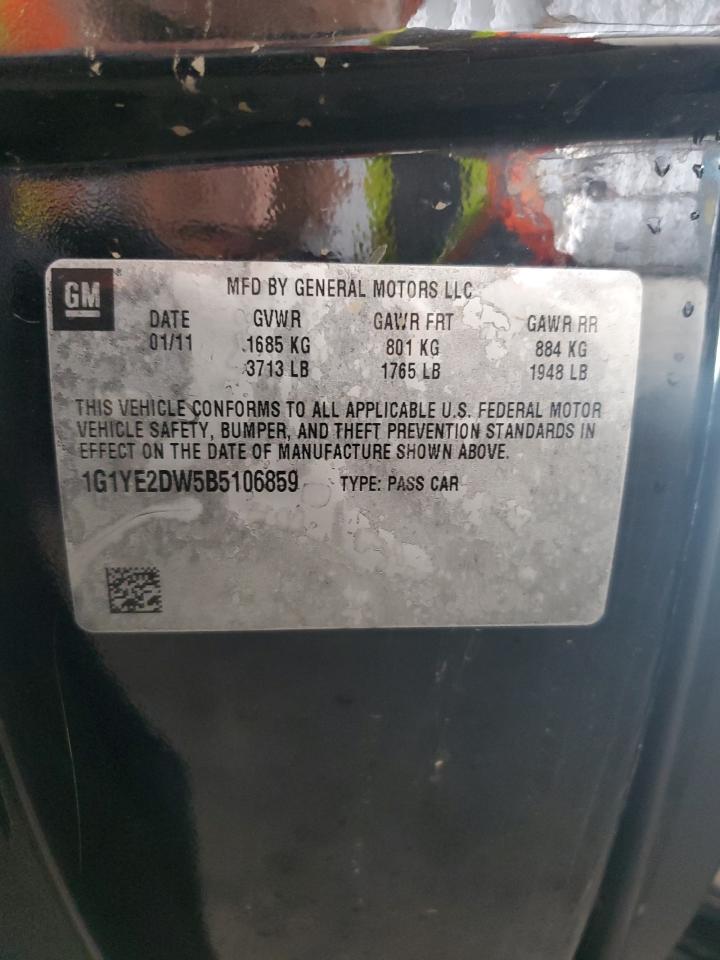 GM ®
MFD BY GENERAL MOTORS LLC
DATE GVWR GAWR FRT GAWR RR
01/11 1685 KG 801 KG 884 KG
3713 LB 1765 LB 1948 LB
THIS VEHICLE CONFORMS TO ALL APPLICABLE U.S. FEDERAL MOTOR
VEHICLE SAFETY, BUMPER, AND THEFT PREVENTION STANDARDS IN
EFFECT ON THE DATE OF MANUFACTURE SHOWN ABOVE.
1G1YE2DW5B5106859 TYPE: PASS CAR